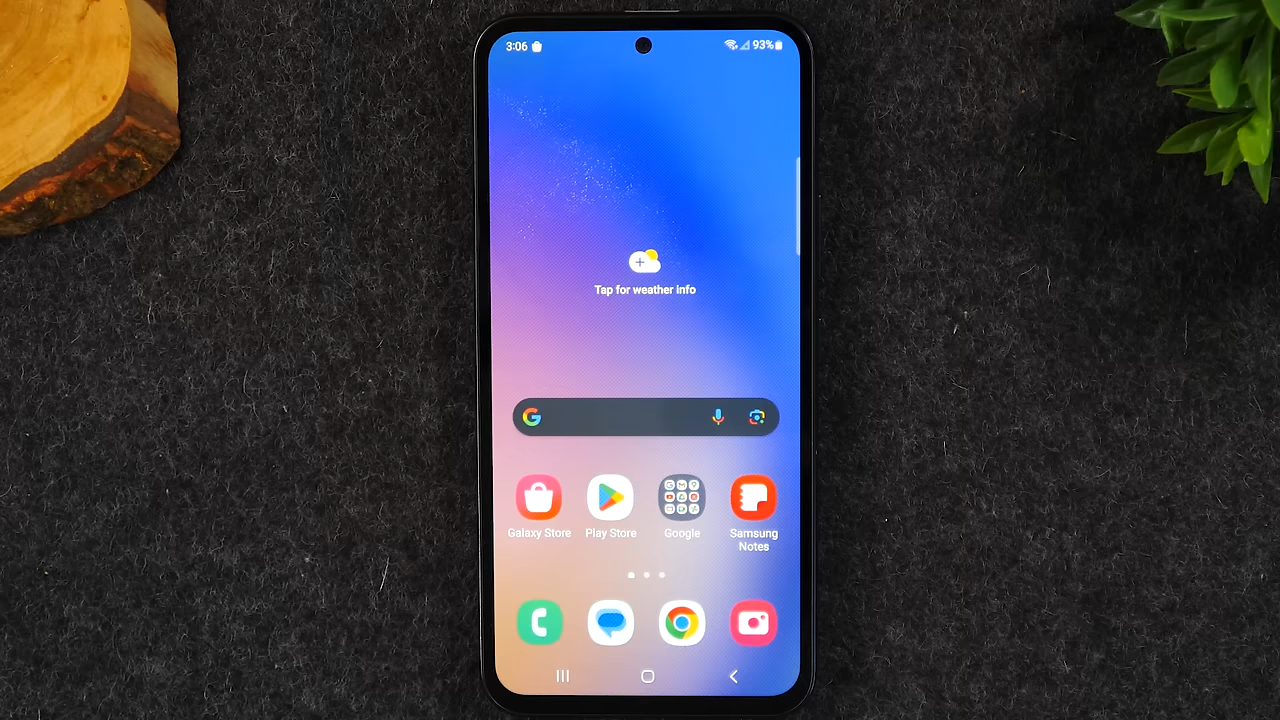 3:06 93%
Tap for weather info
Galaxy Store Play Store Google Samsung
Notes